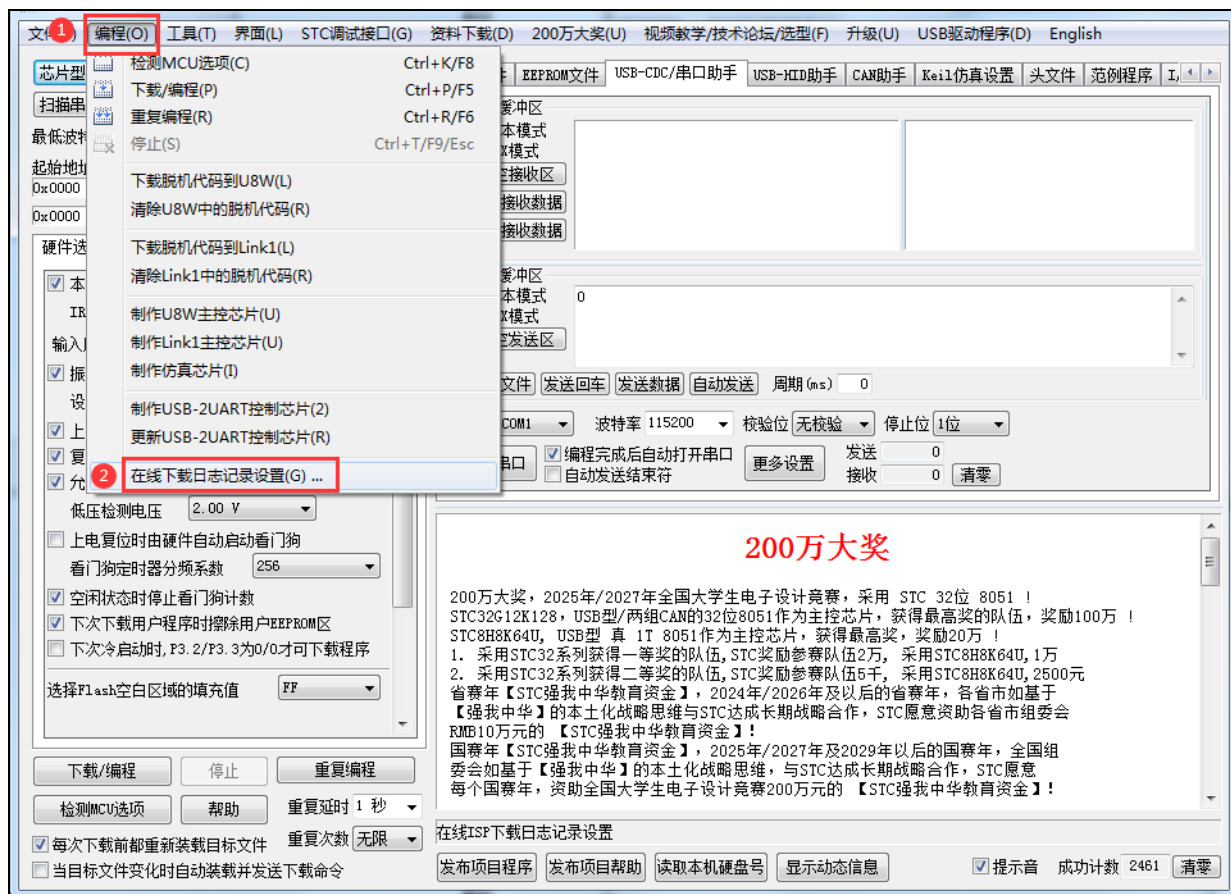 文 1 ) 编程(O) 工具(T) 界面(L) STC调试接口(G) 资料下载(D) 200万大奖(U) 视频教学/技术论坛/选型(F) 升级(U) USB驱动程序(D) English
芯片型
扫描串
最低波特
起始地址
0x0000
0x0000
硬件选
检测MCU选项(C) Ctrl+K/F8
下载/编程(P) Ctrl+P/F5
重复编程(R) Ctrl+R/F6
停止(S) Ctrl+T/F9/Esc
下载脱机代码到U8W(L)
清除U8W中的脱机代码(R)
下载脱机代码到Link1(L)
清除Link1中的脱机代码(R)
制作U8W主控芯片(U)
制作Link1主控芯片(U)
制作仿真芯片(I)
制作USB-2UART控制芯片(2)
更新USB-2UART控制芯片(R)
2 在线下载日志记录设置(G) ...
EEPROM文件 USB-CDC/串口助手 USB-HID助手 CAN助手 Keil仿真设置 头文件 范例程序 I/
缓冲区
本模式
X模式
空接收区
接收数据
接收数据
缓冲区
本模式 0
X模式
空发送区
文件 发送回车 发送数据 自动发送 周期(ms) 0
COM1 波特率 115200 校验位 无校验 停止位 1位
串口 编程完成后自动打开串口 更多设置 发送 0
自动发送结束符 接收 0 清零
本
IR
输入
振
设
上
复
允
低压检测电压 2.00 V
上电复位时由硬件自动启动看门狗
看门狗定时器分频系数 256
空闲状态时停止看门狗计数
下次下载用户程序时擦除用户EEPROM区
下次冷启动时,P3.2/P3.3为0/0才可下载程序
选择Flash空白区域的填充值 FF
下载/编程 停止 重复编程
检测MCU选项 帮助 重复延时 1 秒
每次下载前都重新装载目标文件 重复次数 无限
当目标文件变化时自动装载并发送下载命令
200万大奖
200万大奖，2025年/2027年全国大学生电子设计竞赛，采用 STC 32位 8051 ！
STC32G12K128，USB型/两组CAN的32位8051作为主控芯片，获得最高奖的队伍，奖励100万 ！
STC8H8K64U, USB型 真 1T 8051作为主控芯片，获得最高奖，奖励20万 ！
1. 采用STC32系列获得一等奖的队伍,STC奖励参赛队伍2万, 采用STC8H8K64U,1万
2. 采用STC32系列获得二等奖的队伍,STC奖励参赛队伍5千, 采用STC8H8K64U,2500元
省赛年【STC强我中华教育资金】，2024年/2026年及以后的省赛年，各省市如基于
【强我中华】的本土化战略思维与STC达成长期战略合作，STC愿意资助各省市组委会
RMB10万元的 【STC强我中华教育资金】！
国赛年【STC强我中华教育资金】，2025年/2027年及2029年以后的国赛年，全国组
委会如基于【强我中华】的本土化战略思维，与STC达成长期战略合作，STC愿意
每个国赛年，资助全国大学生电子设计竞赛200万元的 【STC强我中华教育资金】！
在线ISP下载日志记录设置
发布项目程序 发布项目帮助 读取本机硬盘号 显示动态信息 提示音 成功计数 2461 清零